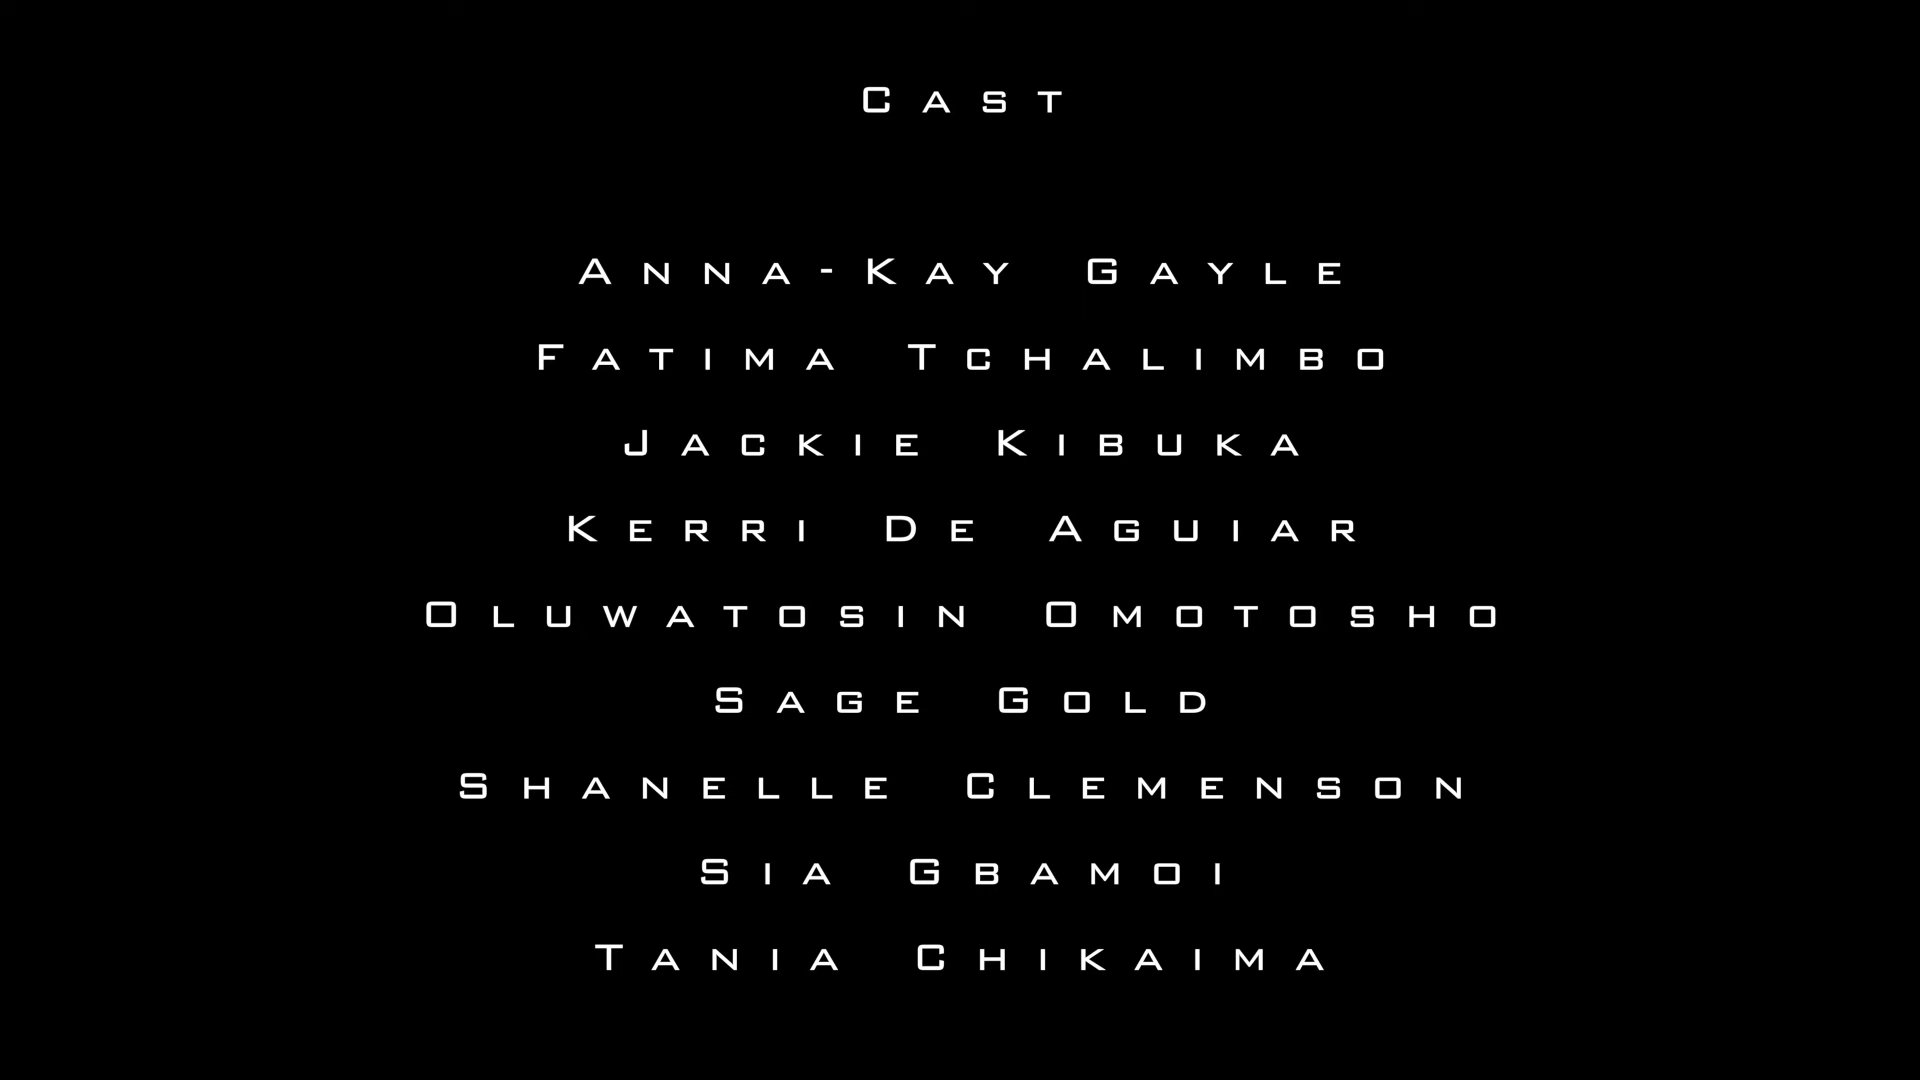 Cast
Anna-Kay Gayle
Fatima Tchalimbo
Jackie Kibuka
Kerri De Aguiar
Oluwatosin Omotosho
Sage Gold
Shanelle Clemenson
Sia Gbamoi
Tania Chikaima